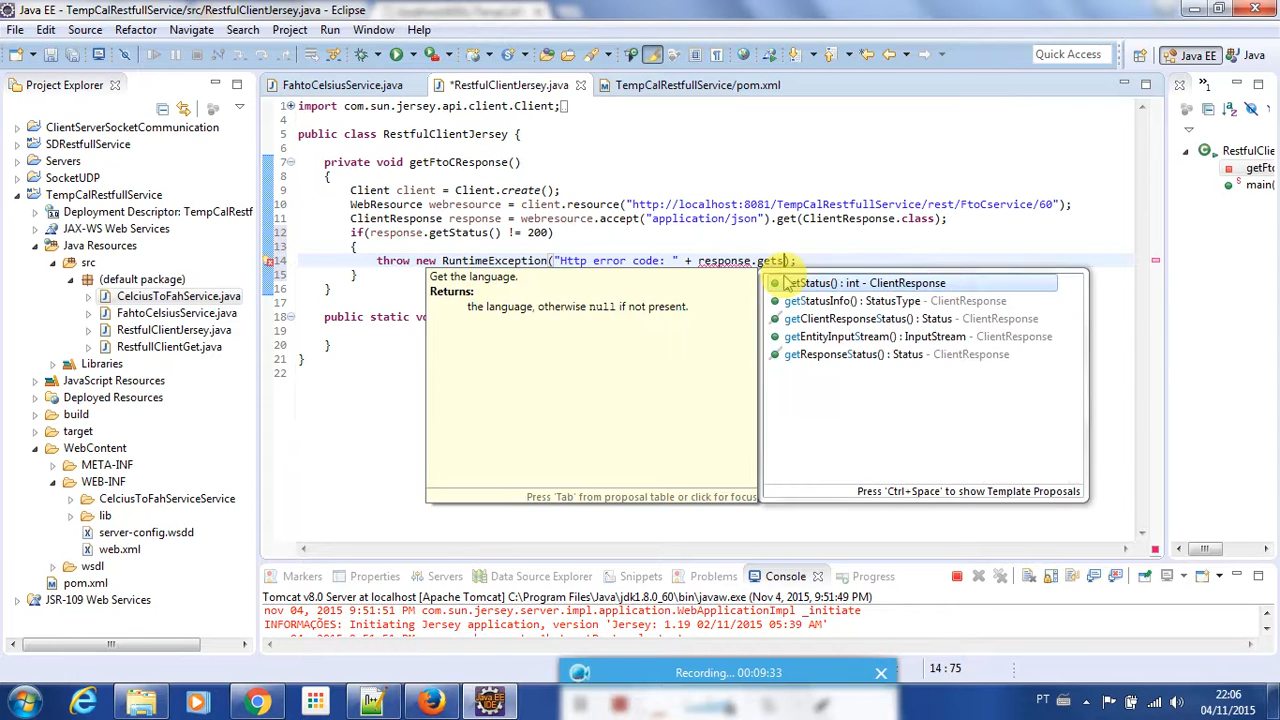 Java EE - TempCalRestfullService/src/RestfulClientJersey.java - Eclipse
File Edit Source Refactor Navigate Search Project Run Window Help
Quick Access
Java EE
Java
Project Explorer
FahtoCelsiusService.java
*RestfulClientJersey.java
TempCalRestfullService/pom.xml
ClientServerSocketCommunication
SDRestfullService
Servers
SocketUDP
TempCalRestfullService
Deployment Descriptor: TempCalRestf
JAX-WS Web Services
Java Resources
src
(default package)
CelciusToFahService.java
FahtoCelsiusService.java
RestfulClientJersey.java
RestfullClientGet.java
Libraries
JavaScript Resources
Deployed Resources
build
target
WebContent
META-INF
WEB-INF
CelciusToFahServiceService
lib
server-config.wsdd
web.xml
wsdl
pom.xml
JSR-109 Web Services
1 import com.sun.jersey.api.client.Client;
4
5 public class RestfulClientJersey {
6
7 private void getFtoCResponse()
8 {
9 Client client = Client.create();
10 WebResource webresource = client.resource("http://localhost:8081/TempCalRestfullService/rest/FtoCservice/60");
11 ClientResponse response = webresource.accept("application/json").get(ClientResponse.class);
12 if(response.getStatus() != 200)
13 {
14 throw new RuntimeException("Http error code: " + response.gets);
15 }
16 }
17
18 public static vo
19
20 }
21 }
22
Get the language.
Returns:
the language, otherwise null if not present.
Press 'Tab' from proposal table or click for focus
getStatus() : int - ClientResponse
getStatusInfo() : StatusType - ClientResponse
getClientResponseStatus() : Status - ClientResponse
getEntityInputStream() : InputStream - ClientResponse
getResponseStatus() : Status - ClientResponse
Press 'Ctrl+Space' to show Template Proposals
RestfulClie
getFto
main()
Markers Properties Servers Data Source Explorer Snippets Problems Console Progress
Tomcat v8.0 Server at localhost [Apache Tomcat] C:\Program Files\Java\jdk1.8.0_60\bin\javaw.exe (Nov 4, 2015, 9:51:49 PM)
nov 04, 2015 9:51:51 PM com.sun.jersey.server.impl.application.WebApplicationImpl _initiate
INFORMAÇÕES: Initiating Jersey application, version 'Jersey: 1.19 02/11/2015 05:39 AM'
Recording... 00:09:33
14 : 75
PT
22:06
04/11/2015